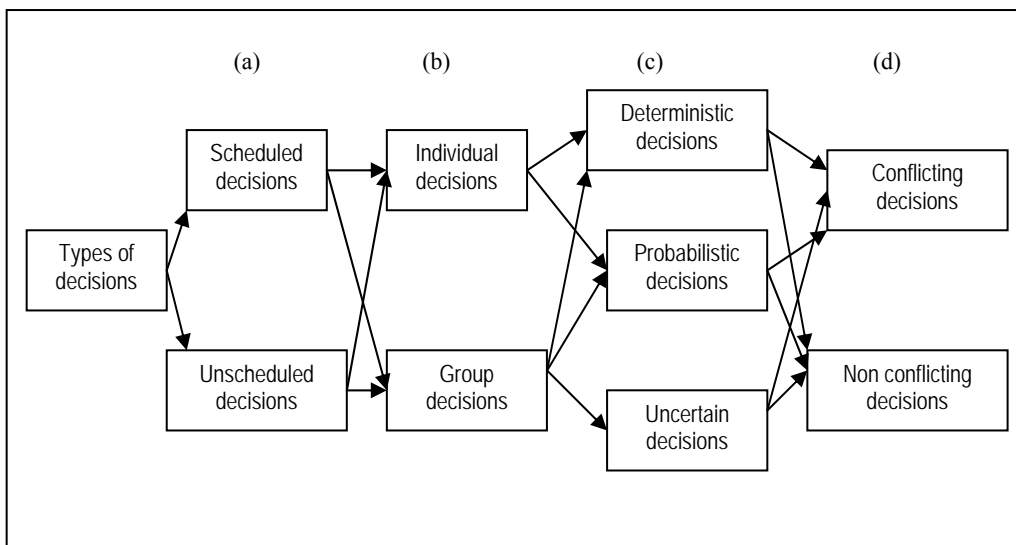 (a)
(b)
(c)
(d)
Types of
decisions
Scheduled
decisions
Unscheduled
decisions
Individual
decisions
Group
decisions
Deterministic
decisions
Probabilistic
decisions
Uncertain
decisions
Conflicting
decisions
Non conflicting
decisions